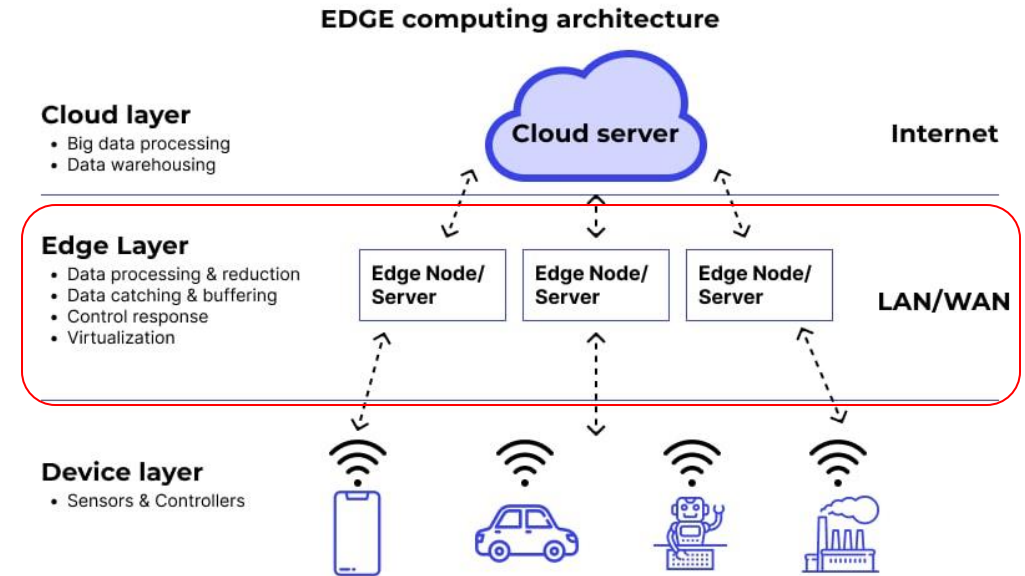 EDGE computing architecture
Cloud layer
• Big data processing
• Data warehousing
Cloud server
Internet
Edge Layer
• Data processing & reduction
• Data catching & buffering
• Control response
• Virtualization
Edge Node/
Server
Edge Node/
Server
Edge Node/
Server
LAN/WAN
Device layer
• Sensors & Controllers